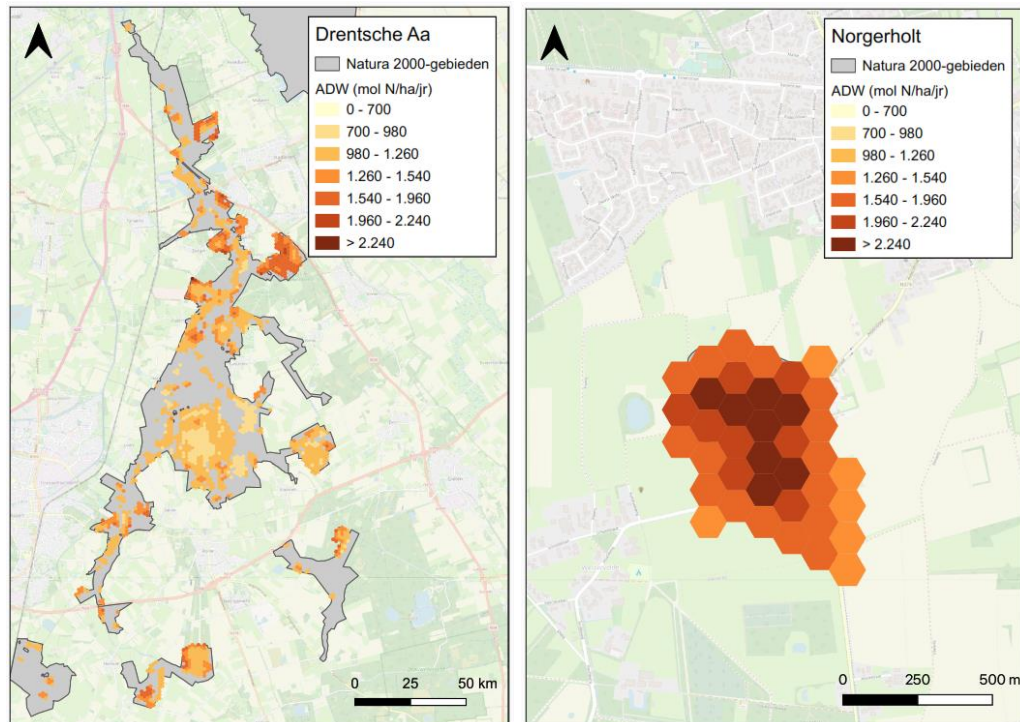 Drentsche Aa
Natura 2000-gebieden
ADW (mol N/ha/jr)
0 - 700
700 - 980
980 - 1.260
1.260 - 1.540
1.540 - 1.960
1.960 - 2.240
> 2.240
0 25 50 km
Norgerholt
Natura 2000-gebieden
ADW (mol N/ha/jr)
0 - 700
700 - 980
980 - 1.260
1.260 - 1.540
1.540 - 1.960
1.960 - 2.240
> 2.240
0 250 500 m